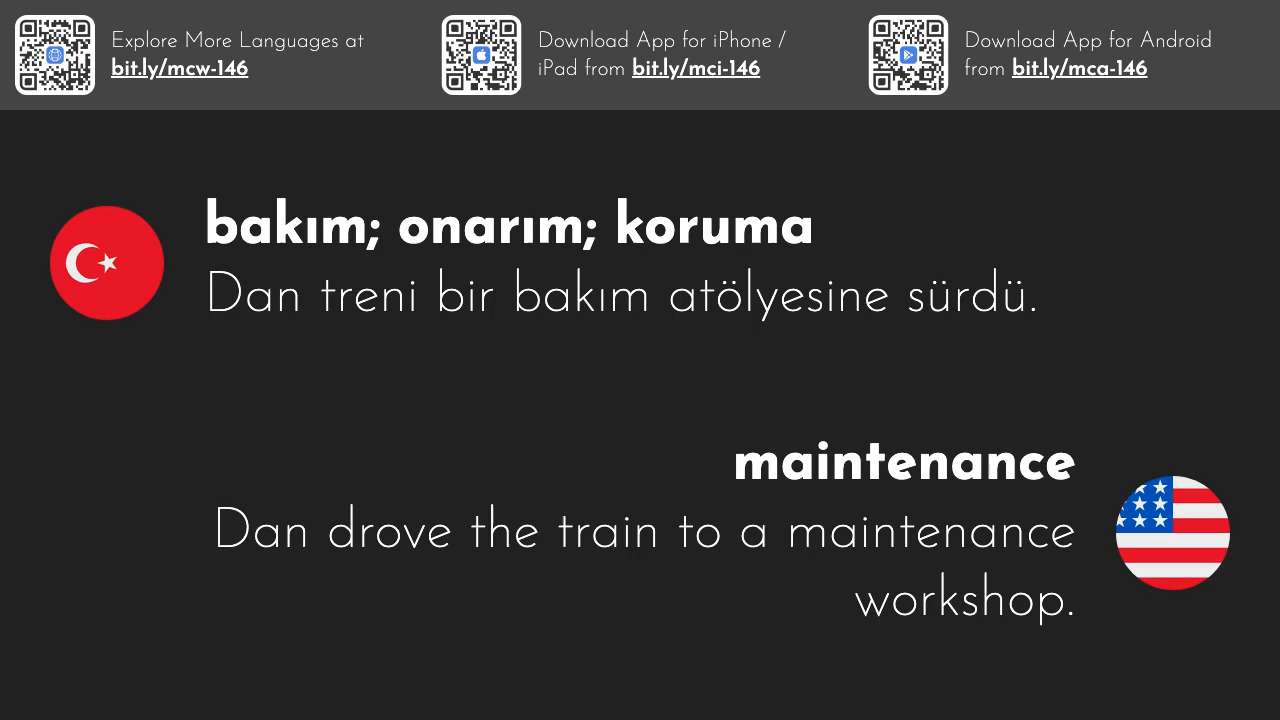 Explore More Languages at
bit.ly/mcw-146
Download App for iPhone /
iPad from bit.ly/mci-146
Download App for Android
from bit.ly/mca-146
bakım; onarım; koruma
Dan treni bir bakım atölyesine sürdü.
maintenance
Dan drove the train to a maintenance
workshop.